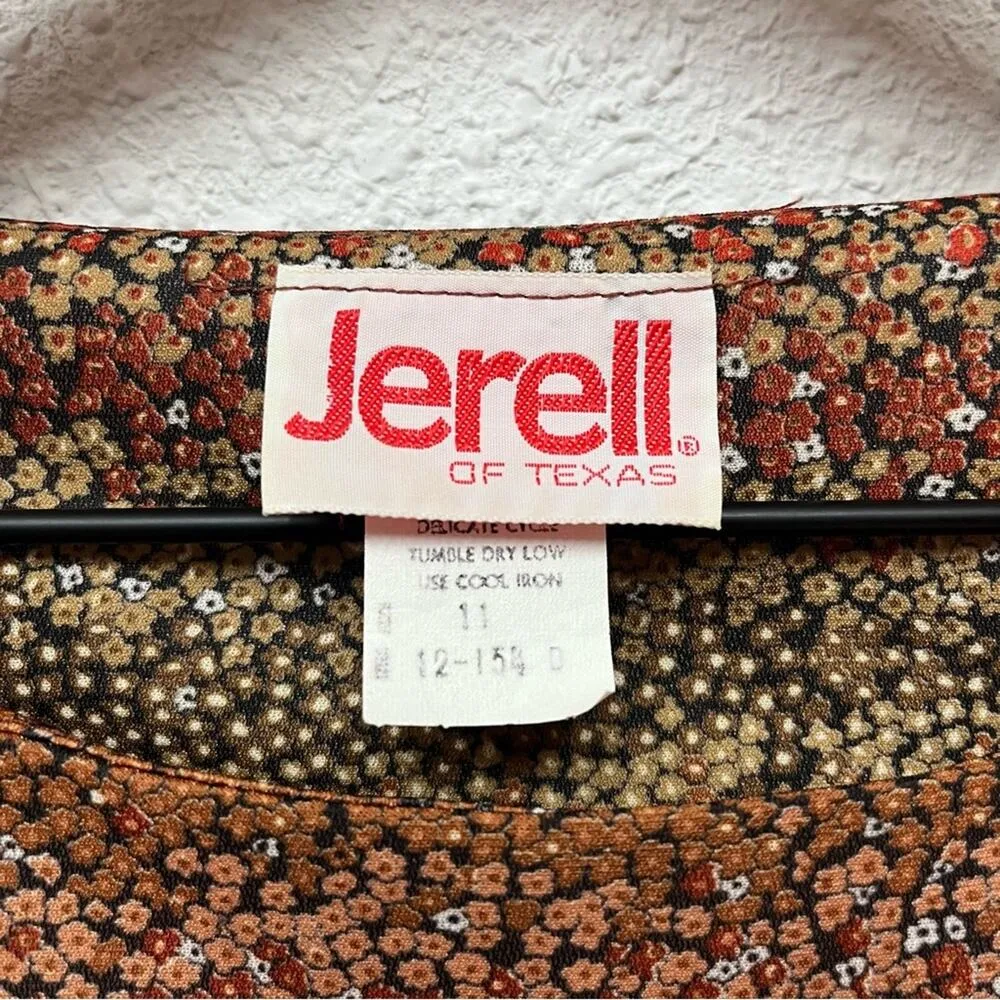 Jerell®
OF TEXAS
DELICATE CYCLE
TUMBLE DRY LOW
USE COOL IRON
11
12-154 D